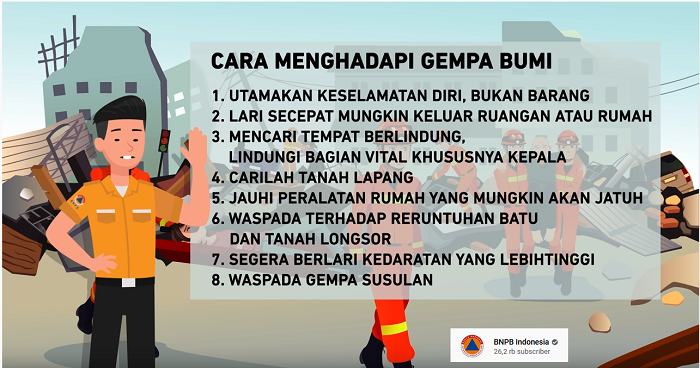 CARA MENGHADAPI GEMPA BUMI
1. UTAMAKAN KESELAMATAN DIRI, BUKAN BARANG
2. LARI SECEPAT MUNGKIN KELUAR RUANGAN ATAU RUMAH
3. MENCARI TEMPAT BERLINDUNG,
LINDUNGI BAGIAN VITAL KHUSUSNYA KEPALA
4. CARILAH TANAH LAPANG
5. JAUHI PERALATAN RUMAH YANG MUNGKIN AKAN JATUH
6. WASPADA TERHADAP RERUNTUHAN BATU
DAN TANAH LONGSOR
7. SEGERA BERLARI KEDARATAN YANG LEBIHTINGGI
8. WASPADA GEMPA SUSULAN
BNPB Indonesia
26,2 rb subscriber